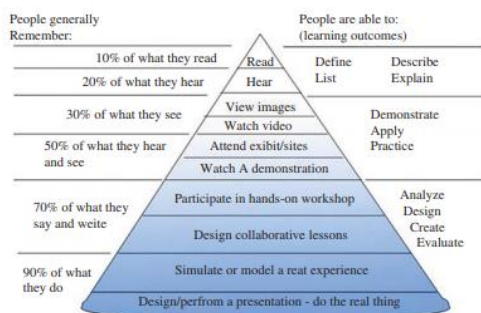 People generally
Remember:
People are able to:
(learning outcomes)
10% of what they read
Read
Define
Describe
20% of what they hear
Hear
List
Explain
30% of what they see
View images
Watch video
Demonstrate
Apply
Practice
50% of what they hear
and see
Attend exibit/sites
Watch A demonstration
70% of what they
say and weite
Participate in hands-on workshop
Design collaborative lessons
Analyze
Design
Create
Evaluate
90% of what
they do
Simulate or model a reat experience
Design/perfrom a presentation - do the real thing